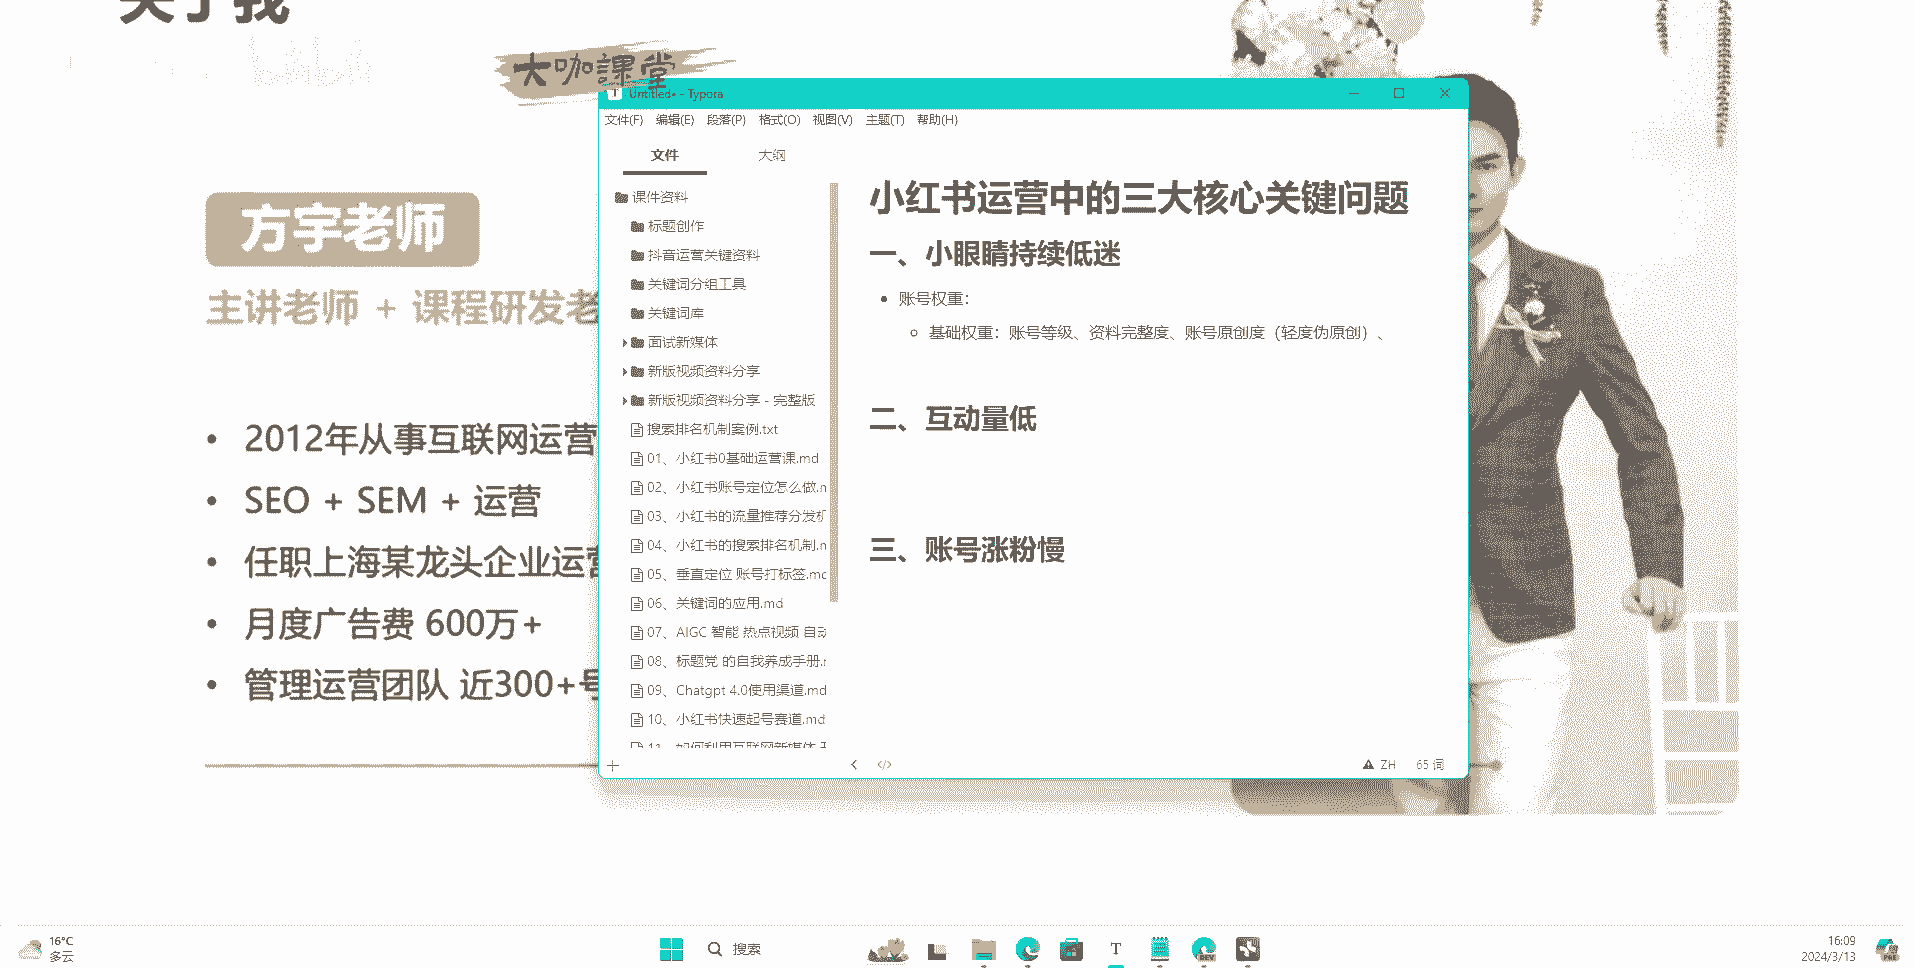 关于我
大咖課堂
方宇老师
主讲老师 + 课程研发老
2012年从事互联网运营
SEO + SEM + 运营
任职上海某龙头企业运营
月度广告费 600万+
管理运营团队 近300+号
Untitled• - Typora
文件(F) 编辑(E) 段落(P) 格式(O) 视图(V) 主题(T) 帮助(H)
文件 大纲
课件资料
标题创作
抖音运营关键资料
关键词分组工具
关键词库
面试新媒体
新版视频资料分享
新版视频资料分享 - 完整版
搜索排名机制案例.txt
01、小红书0基础运营课.md
02、小红书账号定位怎么做.m
03、小红书的流量推荐分发机
04、小红书的搜索排名机制.m
05、垂直定位 账号打标签.md
06、关键词的应用.md
07、AIGC 智能 热点视频 自动
08、标题党 的自我养成手册.m
09、Chatgpt 4.0使用渠道.md
10、小红书快速起号赛道.md
11、如何利用互联网新媒体
小红书运营中的三大核心关键问题
一、小眼睛持续低迷
账号权重：
基础权重：账号等级、资料完整度、账号原创度（轻度伪原创）、
二、互动量低
三、账号涨粉慢
ZH 65 词
16°C
多云
搜索
16:09
2024/3/13